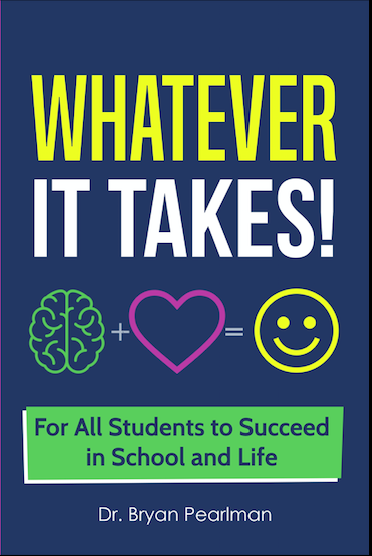 WHATEVER
IT TAKES!
+ =
For All Students to Succeed
in School and Life
Dr. Bryan Pearlman